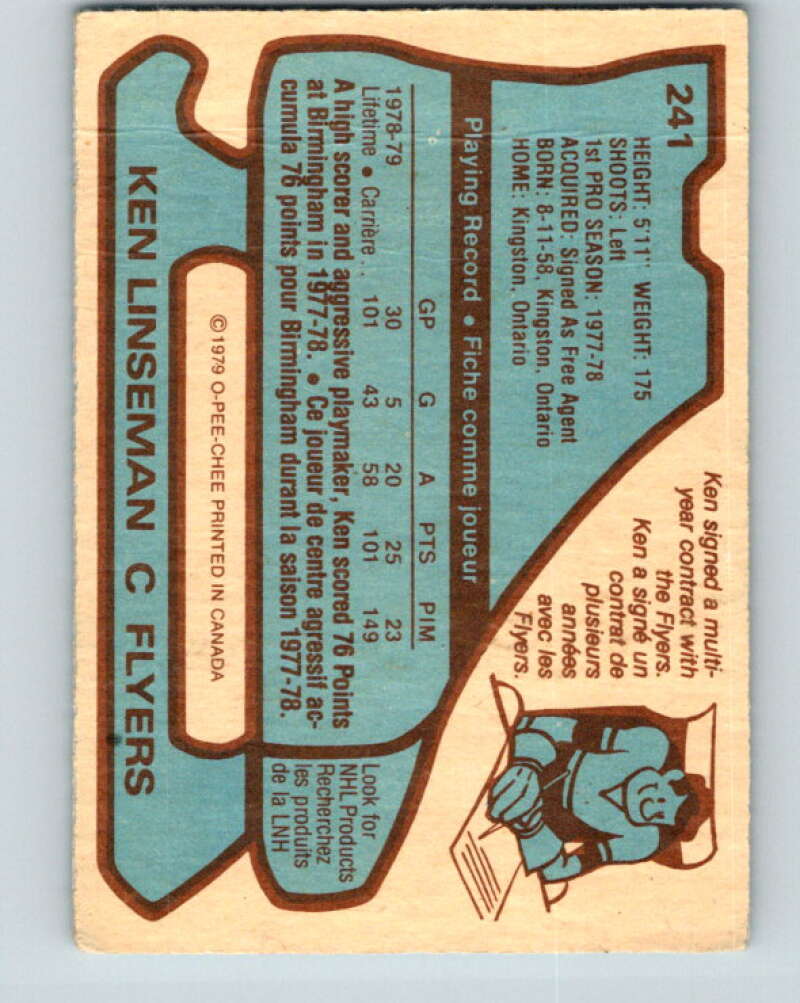 241
HEIGHT: 5'11" WEIGHT: 175
SHOOTS: Left
1st PRO SEASON: 1977-78
ACQUIRED: Signed As Free Agent
BORN: 8-11-58, Kingston, Ontario
HOME: Kingston, Ontario
Ken signed a multi-
year contract with
the Flyers.
Ken a signé un
contrat de
plusieurs
années
avec les
Flyers.
Playing Record • Fiche comme joueur
GP G A PTS PIM
1978-79 30 5 20 25 23
Lifetime • Carrière . . 101 43 58 101 149
A high scorer and aggressive playmaker, Ken scored 76 Points
at Birmingham in 1977-78. • Ce joueur de centre agressif ac-
cumula 76 points pour Birmingham durant la saison 1977-78.
Look for
NHL Products
Recherchez
les produits
de la LNH
©1979 O-PEE-CHEE PRINTED IN CANADA
KEN LINSEMAN C FLYERS